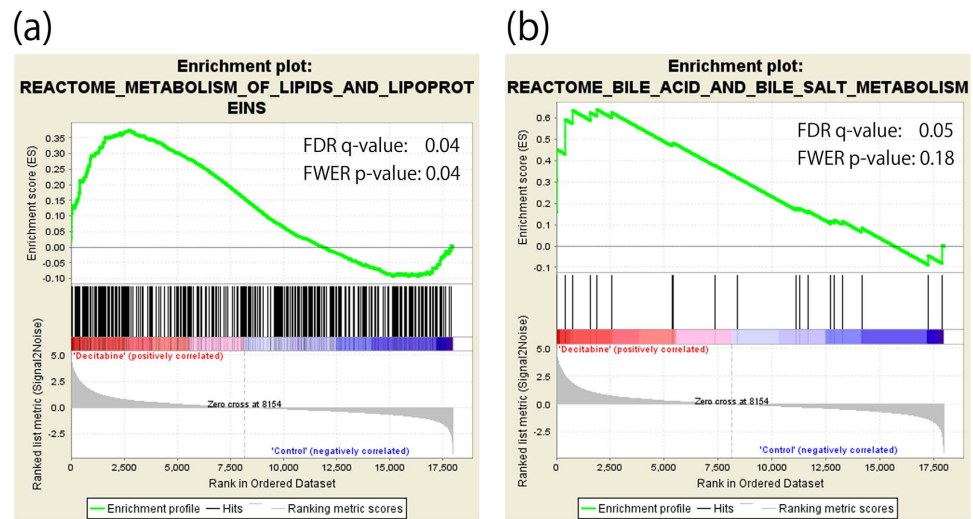 (a)
Enrichment plot:
REACTOME_METABOLISM_OF_LIPIDS_AND_LIPOPROT
EINS
FDR q-value: 0.04
FWER p-value: 0.04
Enrichment score (ES)
0.35
0.30
0.25
0.20
0.15
0.10
0.05
0.00
-0.05
-0.10
'Decitabine' (positively correlated)
Zero cross at 8154
'Control' (negatively correlated)
Ranked list metric (Signal2Noise)
5.0
2.5
0.0
-2.5
0
2,500
5,000
7,500
10,000
12,500
15,000
17,500
Rank in Ordered Dataset
Enrichment profile
Hits
Ranking metric scores
(b)
Enrichment plot:
REACTOME_BILE_ACID_AND_BILE_SALT_METABOLISM
FDR q-value: 0.05
FWER p-value: 0.18
Enrichment score (ES)
0.6
0.5
0.4
0.3
0.2
0.1
0.0
-0.1
'Decitabine' (positively correlated)
Zero cross at 8154
'Control' (negatively correlated)
Ranked list metric (Signal2Noise)
5.0
2.5
0.0
-2.5
0
2,500
5,000
7,500
10,000
12,500
15,000
17,500
Rank in Ordered Dataset
Enrichment profile
Hits
Ranking metric scores